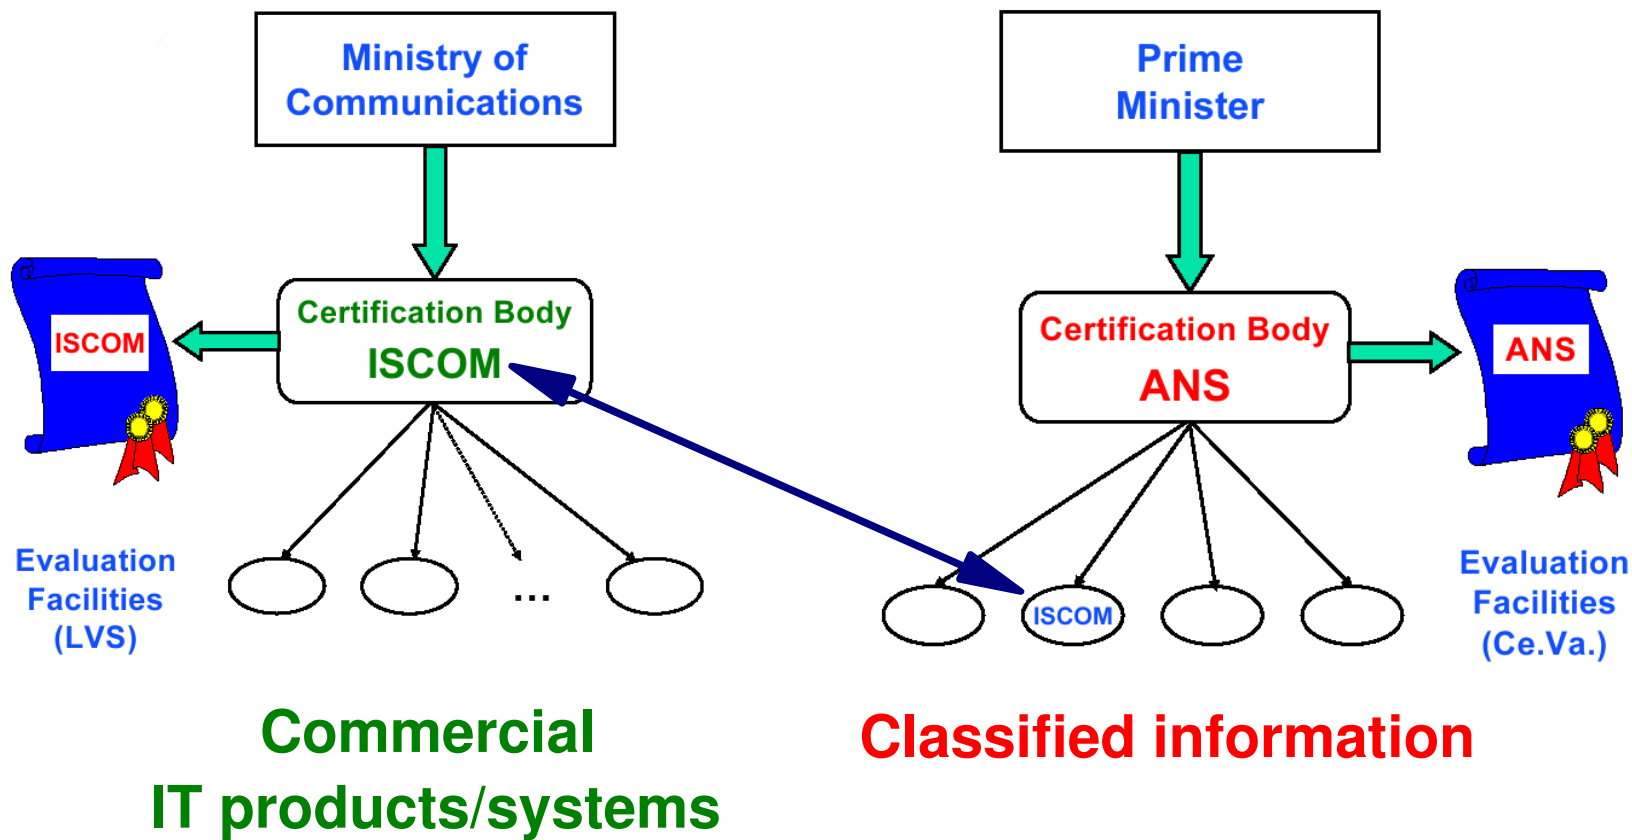 Ministry of
Communications
Prime
Minister
Certification Body
ISCOM
ISCOM
Certification Body
ANS
ANS
...
ISCOM
Evaluation
Facilities
(LVS)
Evaluation
Facilities
(Ce.Va.)
Commercial
IT products/systems
Classified information